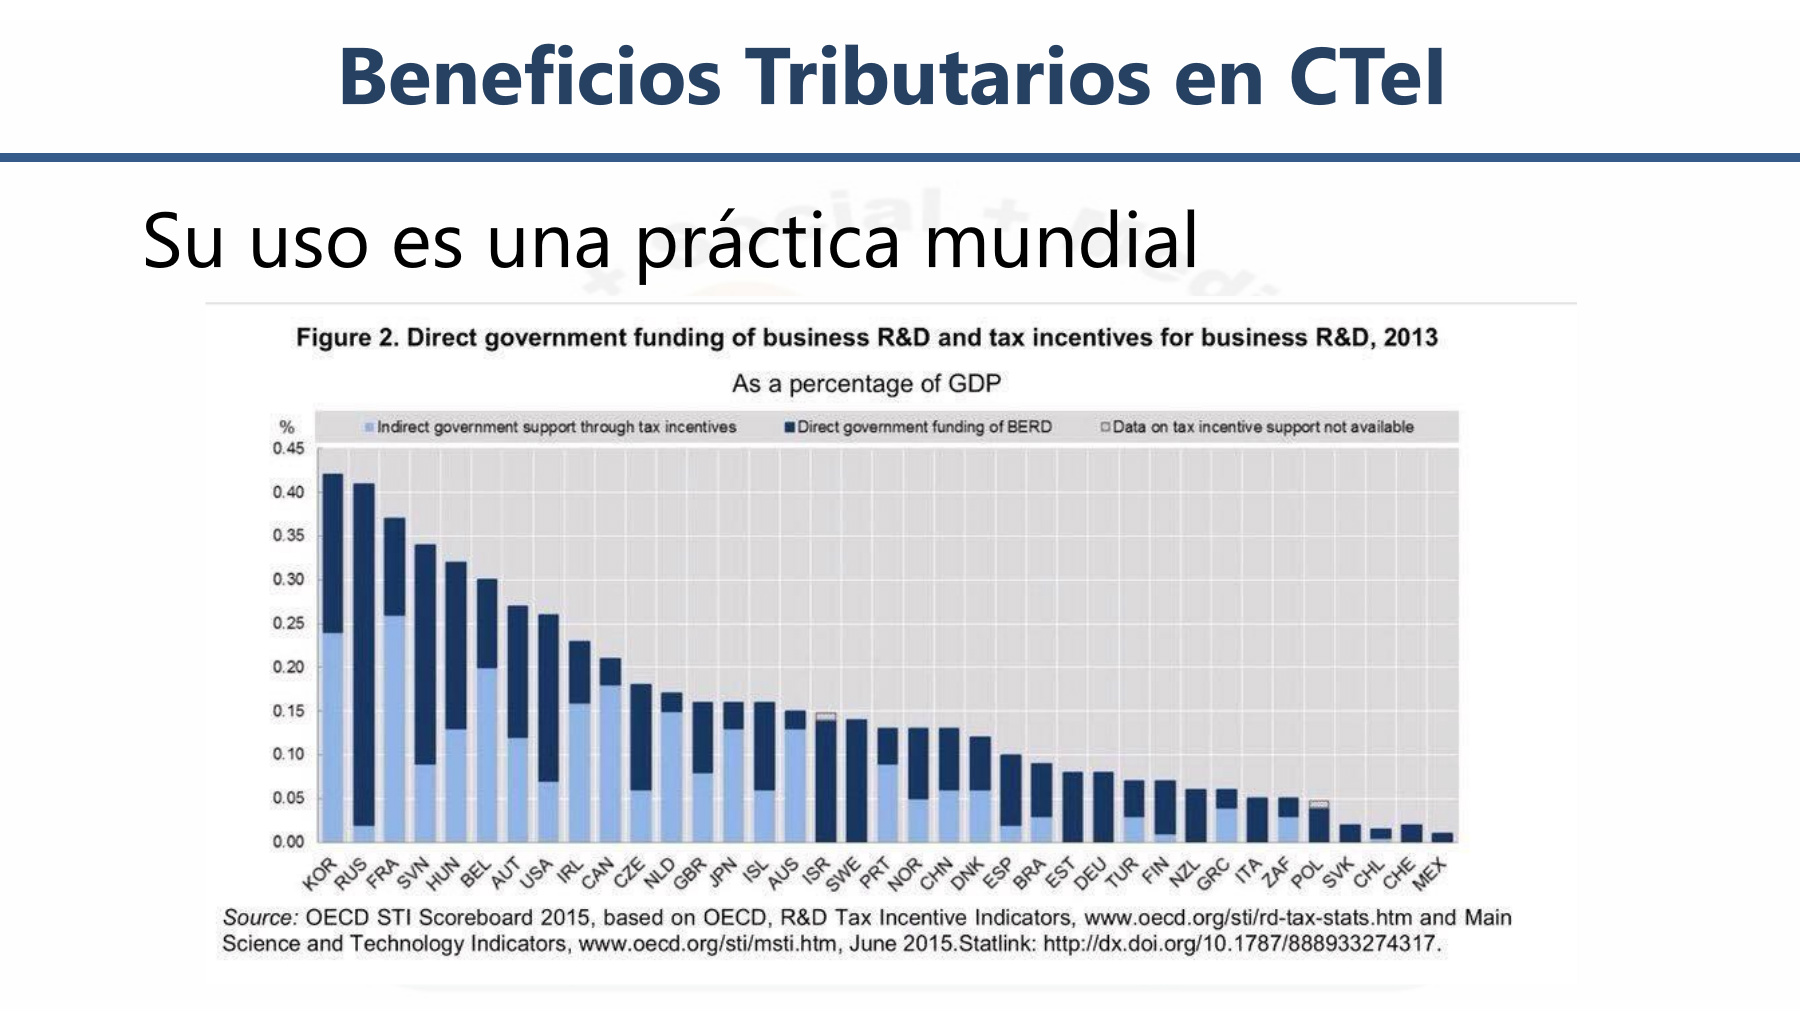 Beneficios Tributarios en CTeI
Su uso es una práctica mundial
Figure 2. Direct government funding of business R&D and tax incentives for business R&D, 2013
As a percentage of GDP
% Indirect government support through tax incentives Direct government funding of BERD Data on tax incentive support not available
0.45
0.40
0.35
0.30
0.25
0.20
0.15
0.10
0.05
0.00
KOR RUS FRA SVN HUN BEL AUT USA IRL CAN CZE NLD GBR JPN ISL AUS ISR SWE PRT NOR CHN DNK ESP BRA EST DEU TUR FIN NZL GRC ITA ZAF POL SVK CHL CHE MEX
Source: OECD STI Scoreboard 2015, based on OECD, R&D Tax Incentive Indicators, www.oecd.org/sti/rd-tax-stats.htm and Main
Science and Technology Indicators, www.oecd.org/sti/msti.htm, June 2015.Statlink: http://dx.doi.org/10.1787/888933274317.